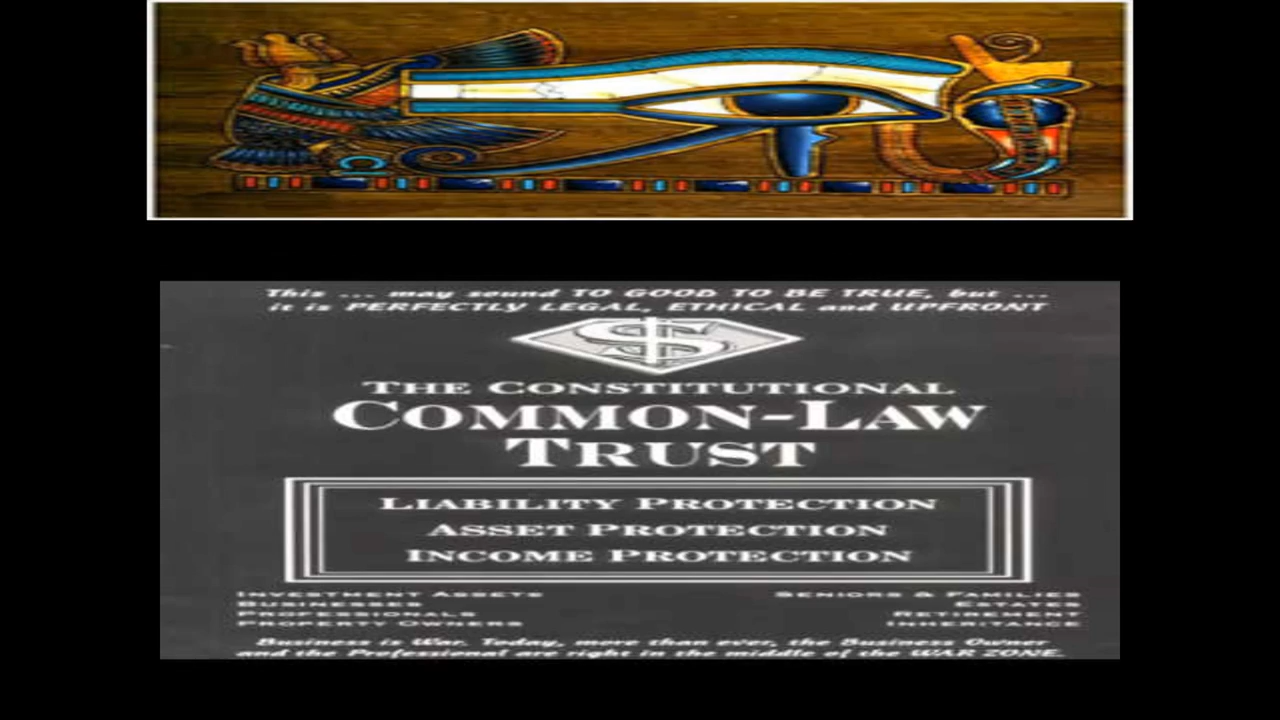 This ... may sound TO GOOD TO BE TRUE, but ...
it is PERFECTLY LEGAL, ETHICAL and UPFRONT
$
THE CONSTITUTIONAL
COMMON-LAW
TRUST
LIABILITY PROTECTION
ASSET PROTECTION
INCOME PROTECTION
INVESTMENT ASSETS
BUSINESSES
PROFESSIONALS
PROPERTY OWNERS
SENIORS & FAMILIES
ESTATES
RETIREMENT
INHERITANCE
Business is War. Today, more than ever, the Business Owner
and the Professional are right in the middle of the WAR ZONE.